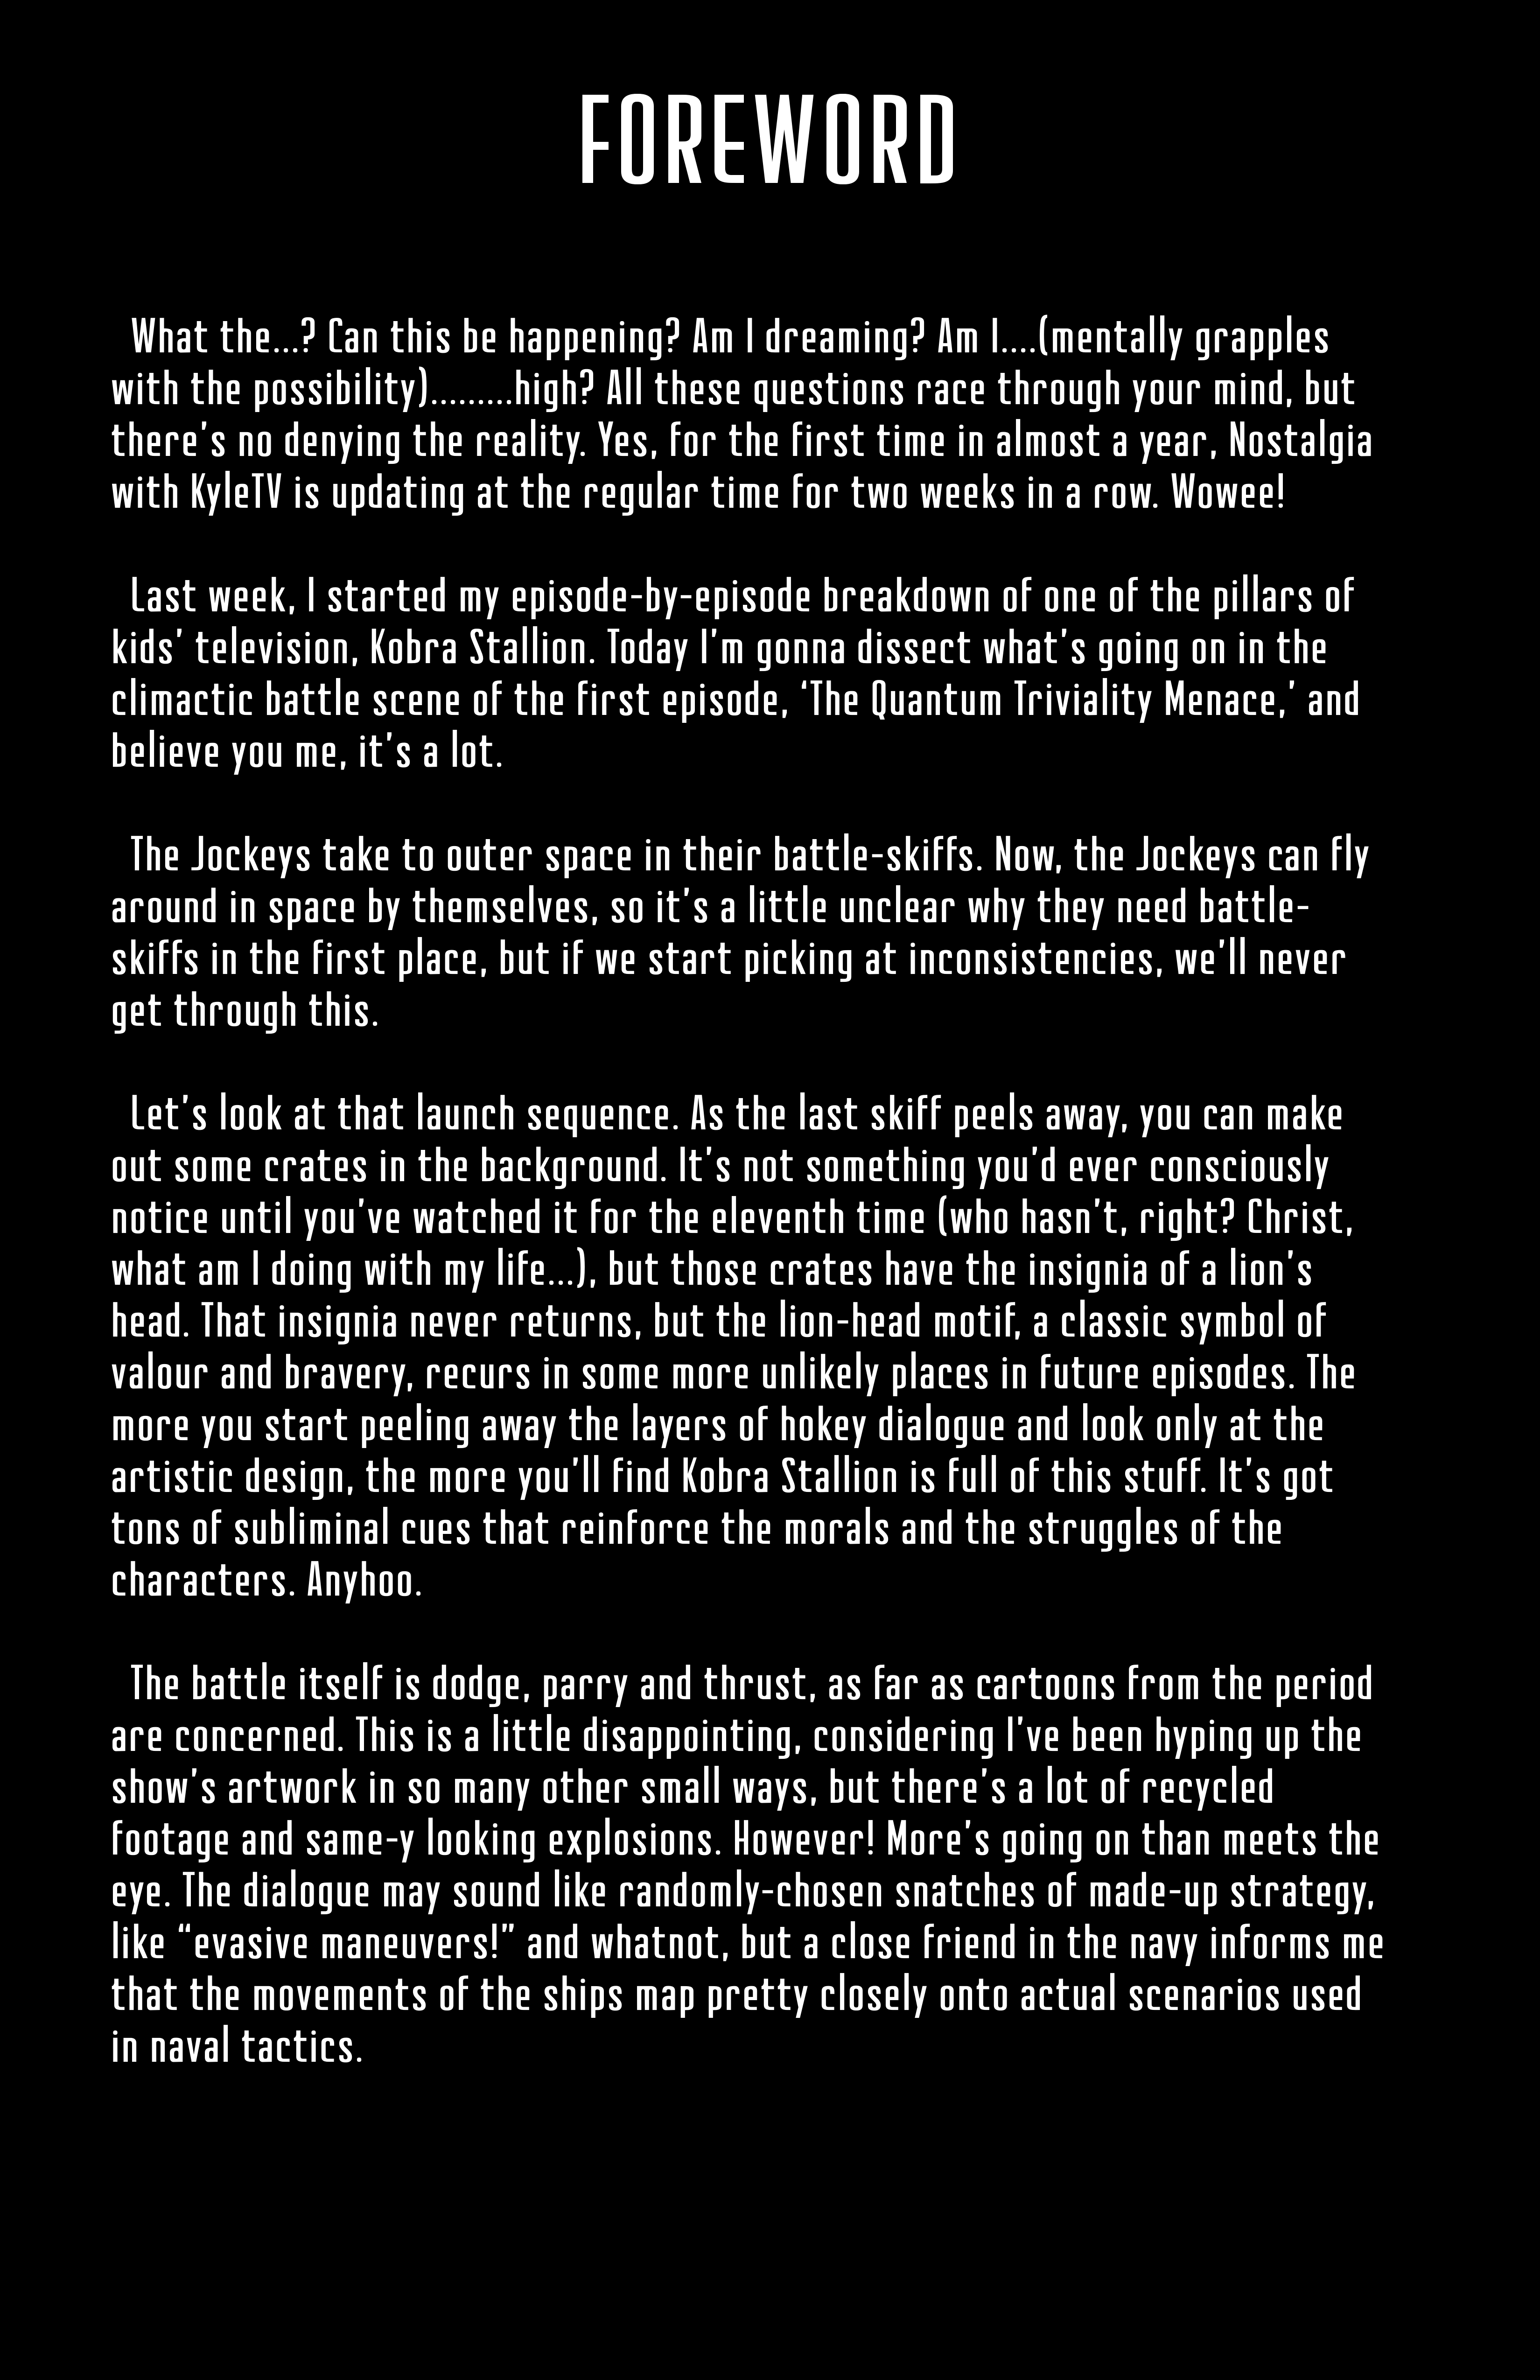 FOREWORD
What the...? Can this be happening? Am I dreaming? Am I....(mentally grapples
with the possibility).........high? All these questions race through your mind, but
there’s no denying the reality. Yes, for the first time in almost a year, Nostalgia
with KyleTV is updating at the regular time for two weeks in a row. Wowee!
Last week, I started my episode-by-episode breakdown of one of the pillars of
kids’ television, Kobra Stallion. Today I’m gonna dissect what’s going on in the
climactic battle scene of the first episode, ‘The Quantum Triviality Menace,’ and
believe you me, it’s a lot.
The Jockeys take to outer space in their battle-skiffs. Now, the Jockeys can fly
around in space by themselves, so it’s a little unclear why they need battle-
skiffs in the first place, but if we start picking at inconsistencies, we’ll never
get through this.
Let’s look at that launch sequence. As the last skiff peels away, you can make
out some crates in the background. It’s not something you’d ever consciously
notice until you’ve watched it for the eleventh time (who hasn’t, right? Christ,
what am I doing with my life...), but those crates have the insignia of a lion’s
head. That insignia never returns, but the lion-head motif, a classic symbol of
valour and bravery, recurs in some more unlikely places in future episodes. The
more you start peeling away the layers of hokey dialogue and look only at the
artistic design, the more you’ll find Kobra Stallion is full of this stuff. It’s got
tons of subliminal cues that reinforce the morals and the struggles of the
characters. Anyhoo.
The battle itself is dodge, parry and thrust, as far as cartoons from the period
are concerned. This is a little disappointing, considering I’ve been hyping up the
show’s artwork in so many other small ways, but there’s a lot of recycled
footage and same-y looking explosions. However! More’s going on than meets the
eye. The dialogue may sound like randomly-chosen snatches of made-up strategy,
like “evasive maneuvers!” and whatnot, but a close friend in the navy informs me
that the movements of the ships map pretty closely onto actual scenarios used
in naval tactics.